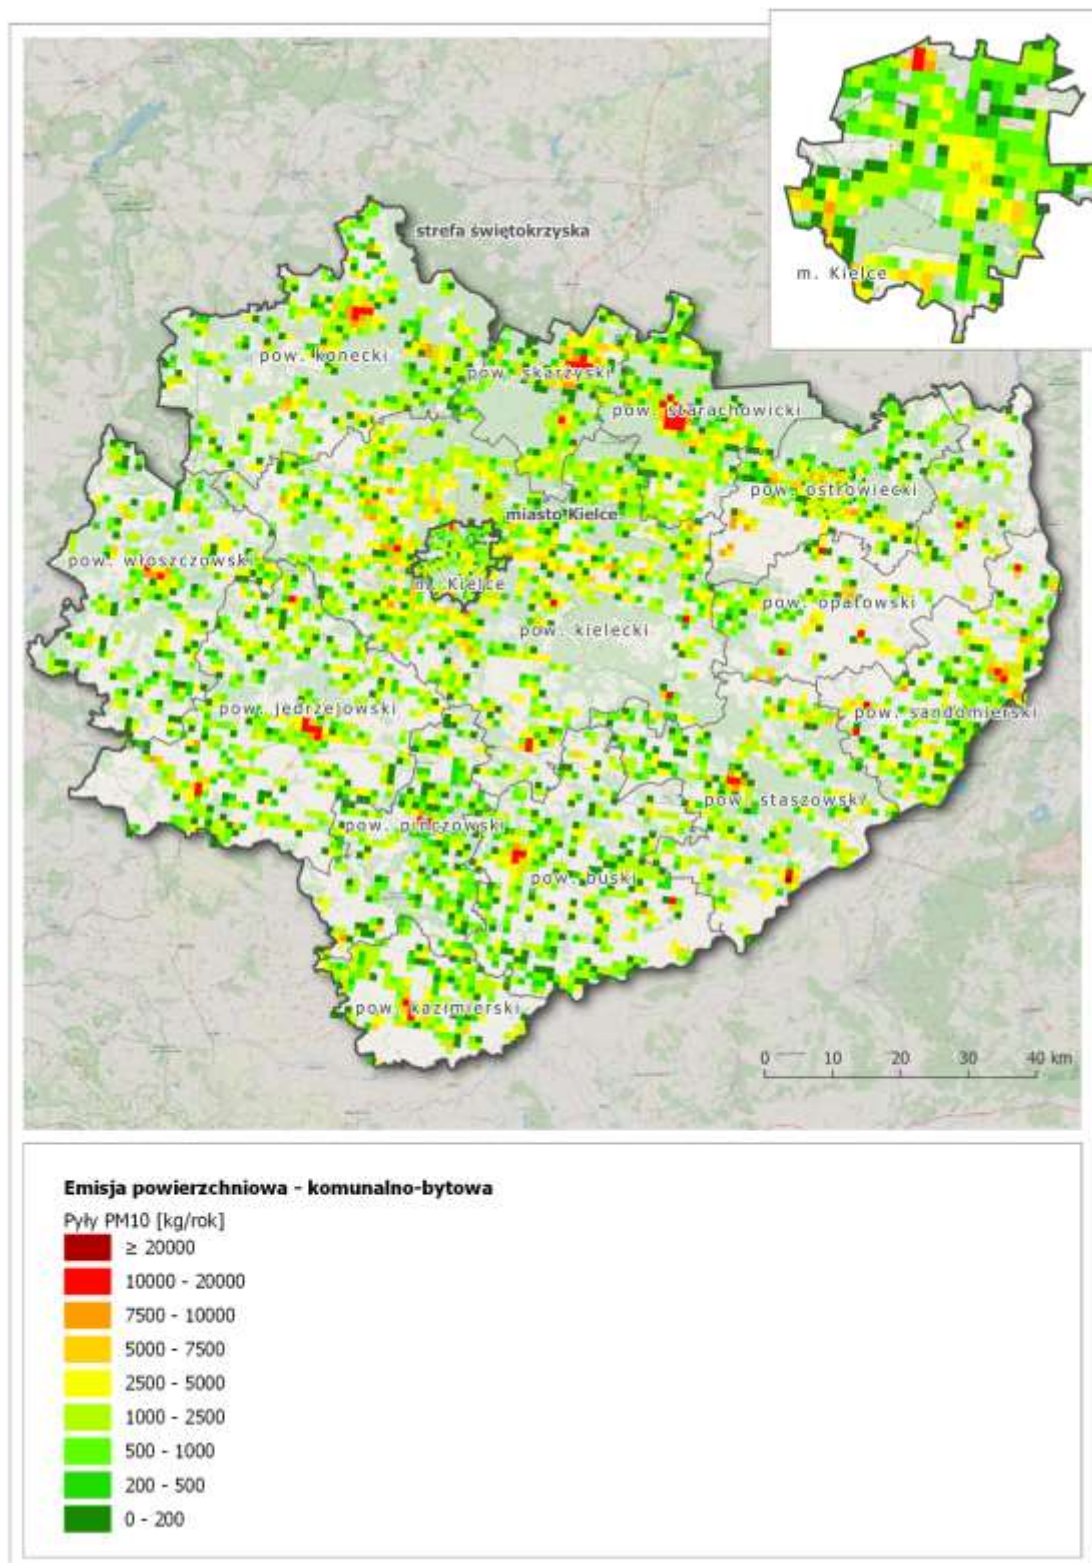 m. Kielce
strefa świętokrzyska
pow. konecki
pow. skarżyski
pow. starachowicki
pow. ostrowiecki
miasto Kielce
pow. włoszczowski
m. Kielce
pow. opatowski
pow. kielecki
pow. jędrzejowski
pow. sandomierski
pow. staszowski
pow. pińczowski
pow. buski
pow. kazimierski
0 10 20 30 40 km
Emisja powierzchniowa - komunalno-bytowa
Pyły PM10 [kg/rok]
≥ 20000
10000 - 20000
7500 - 10000
5000 - 7500
2500 - 5000
1000 - 2500
500 - 1000
200 - 500
0 - 200